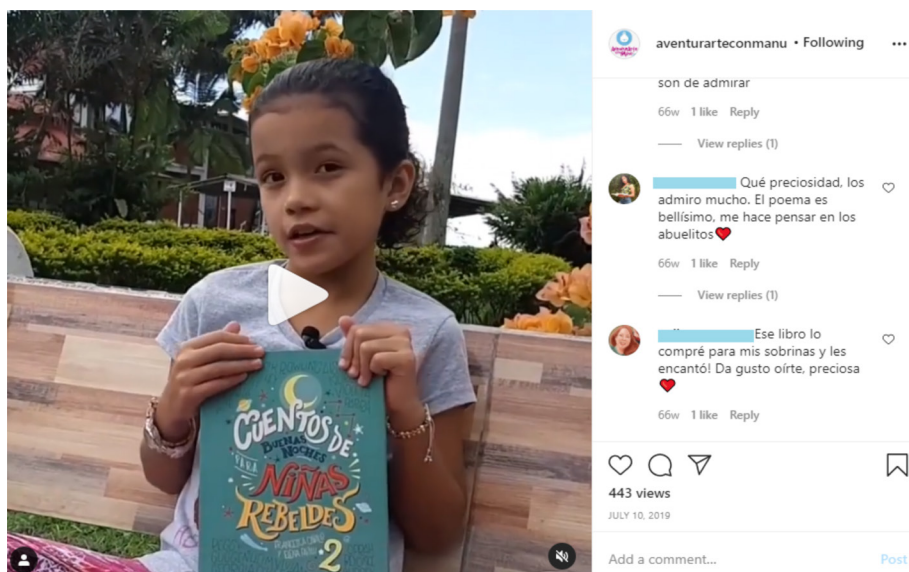 aventurarteconmanu • Following
son de admirar
66w 1 like Reply
View replies (1)
Qué preciosidad, los
admiro mucho. El poema es
bellísimo, me hace pensar en los
abuelitos❤️
66w 1 like Reply
View replies (1)
Ese libro lo
compré para mis sobrinas y les
encantó! Da gusto oírte, preciosa
❤️
66w 1 like Reply
443 views
JULY 10, 2019
Add a comment... Post
CUENTOS DE
BUENAS
NOCHES
PARA
NIÑAS
REBELDES
2